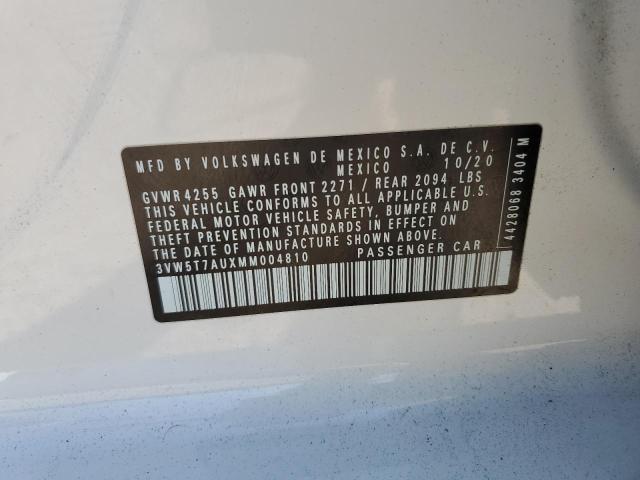 MFD BY VOLKSWAGEN DE MEXICO S.A. DE C.V.
MEXICO 10/20
GVWR 4255 GAWR FRONT 2271 / REAR 2094 LBS
THIS VEHICLE CONFORMS TO ALL APPLICABLE U.S.
FEDERAL MOTOR VEHICLE SAFETY, BUMPER AND
THEFT PREVENTION STANDARDS IN EFFECT ON
THE DATE OF MANUFACTURE SHOWN ABOVE.
3VW5T7AUXMM004810 PASSENGER CAR
4428068 3404 M